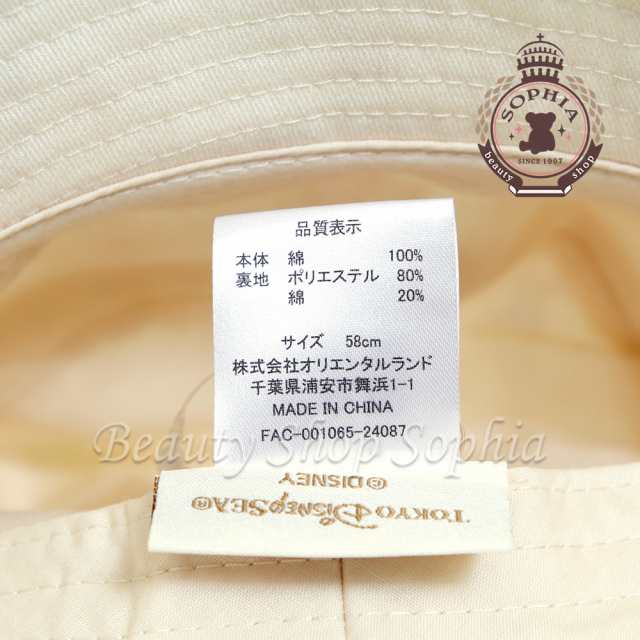 SOPHIA
SINCE 1997
beauty shop
品質表示
本体 綿 100%
裏地 ポリエステル 80%
綿 20%
サイズ 58cm
株式会社オリエンタルランド
千葉県浦安市舞浜1-1
MADE IN CHINA
FAC-001065-24087
Beauty Shop Sophia
TOKYO DISNEYSEA®
© DISNEY